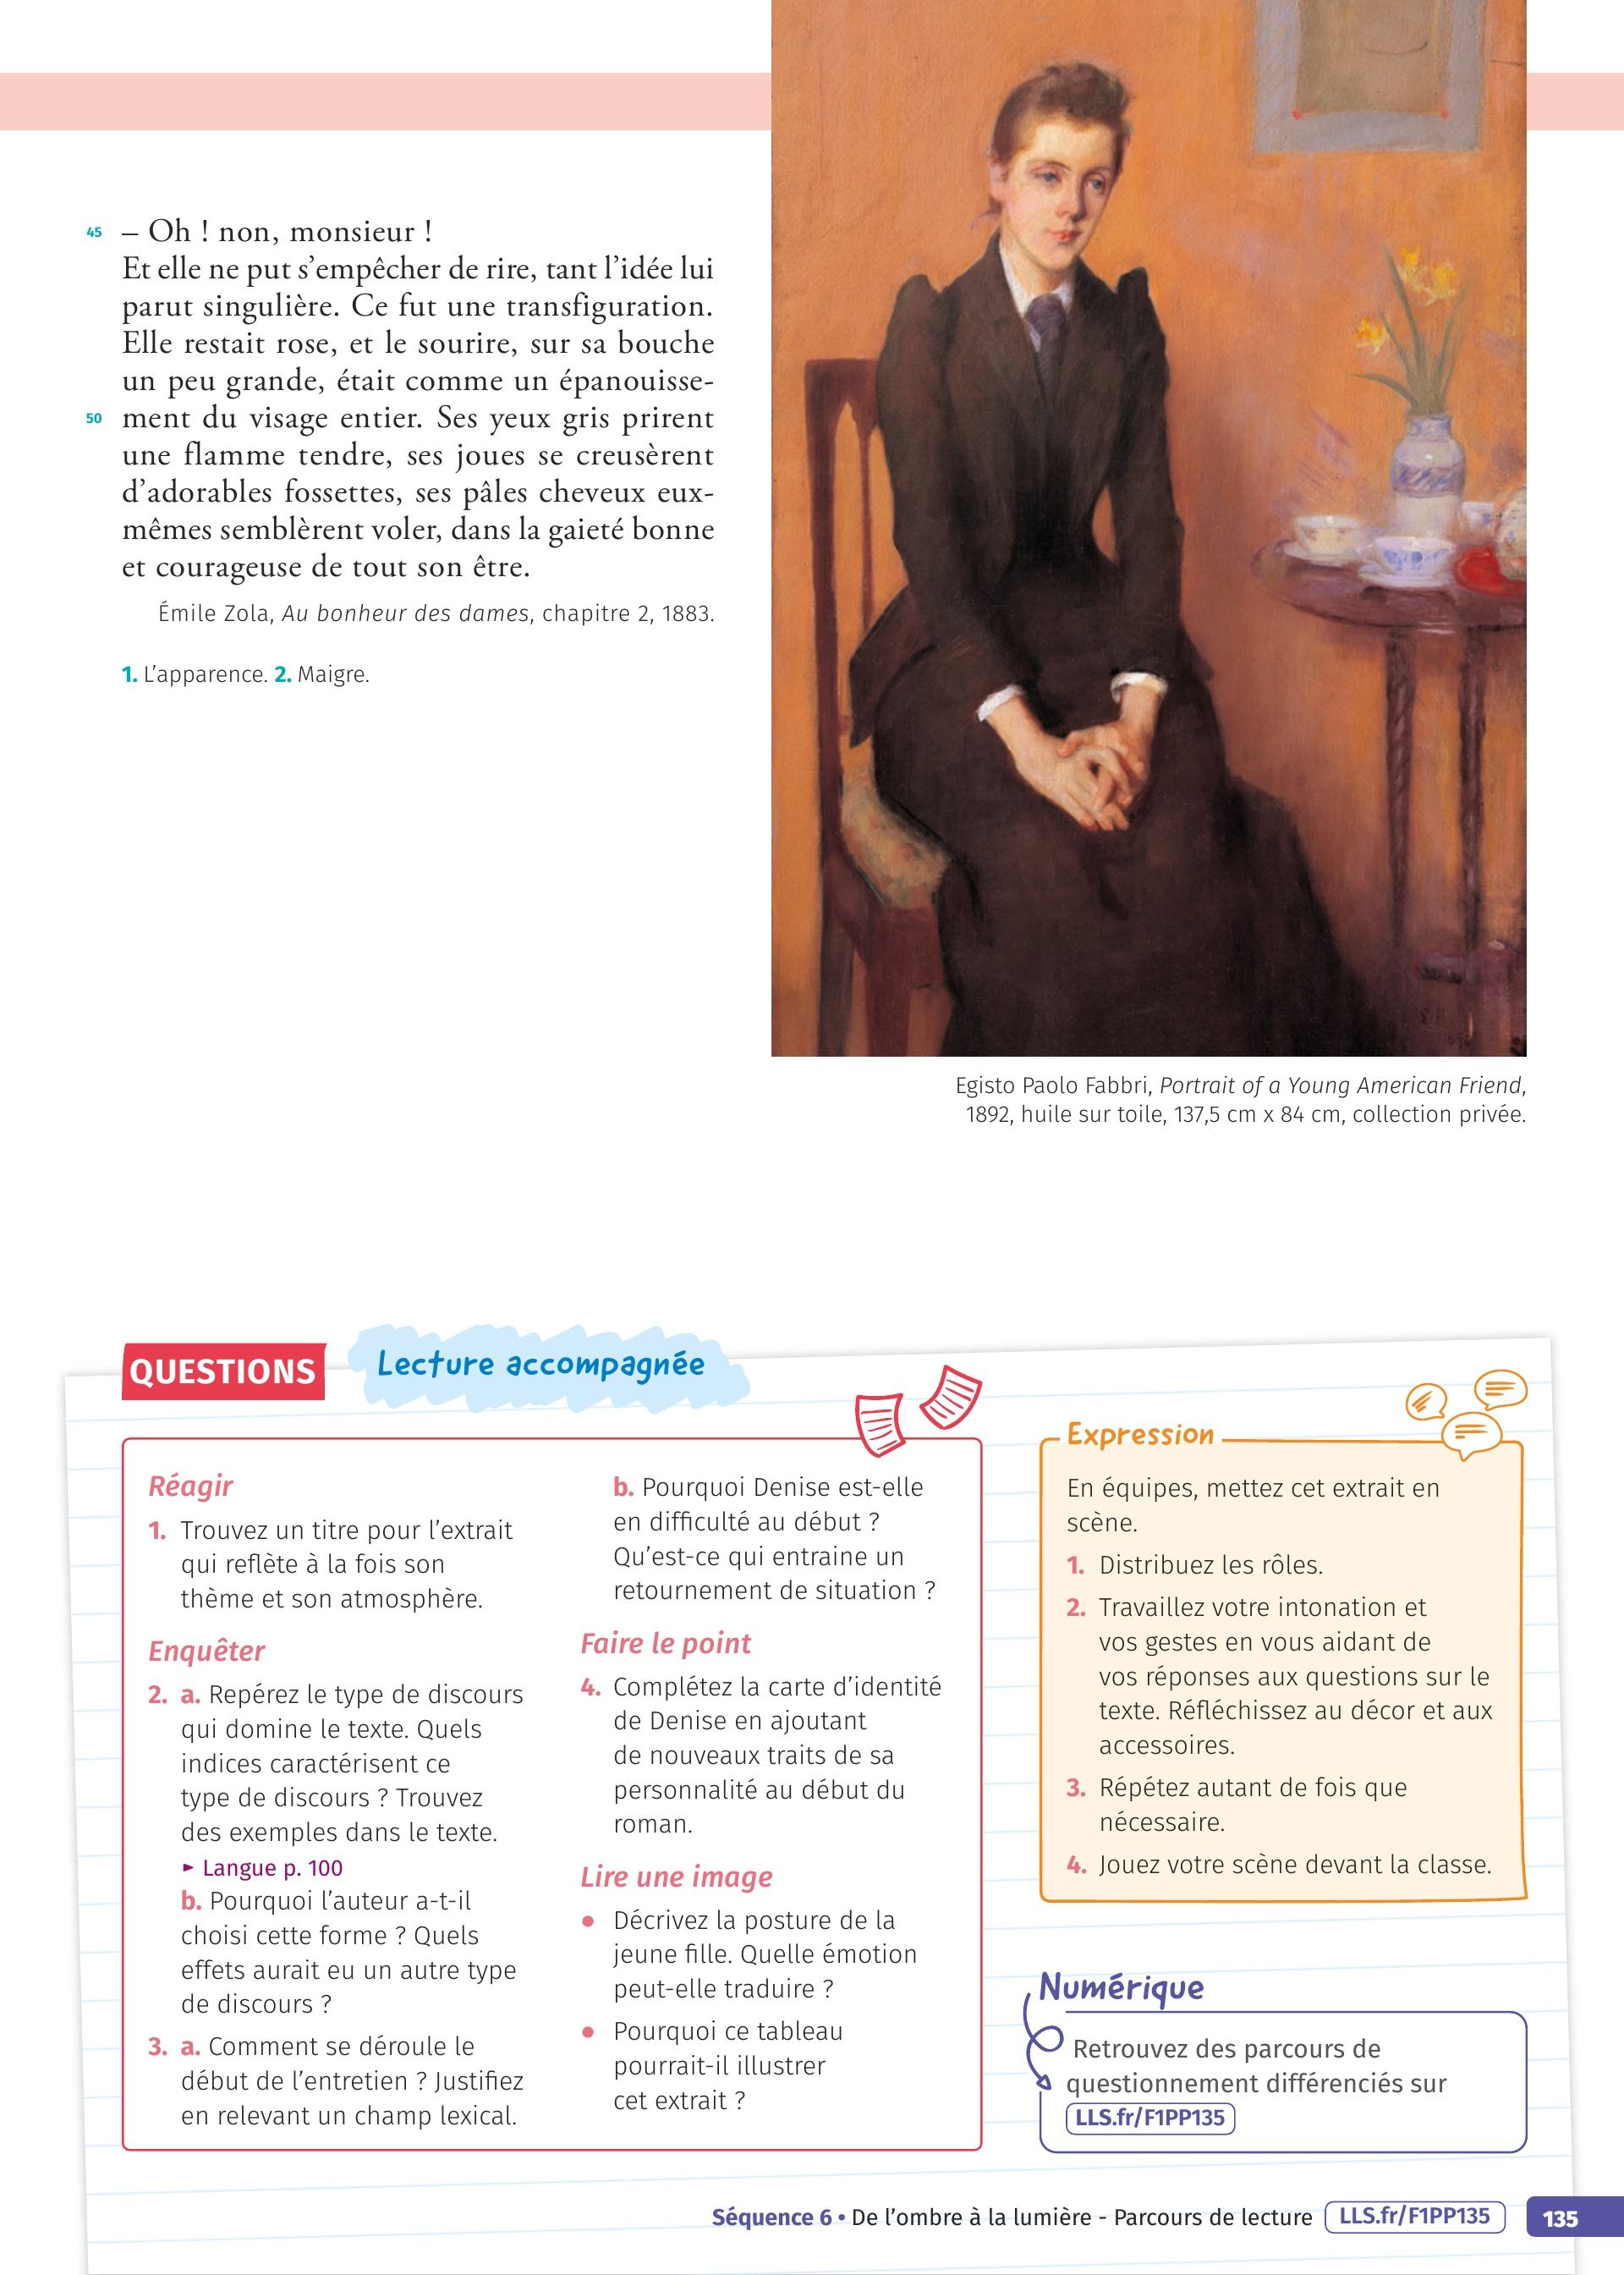 45 – Oh ! non, monsieur !
Et elle ne put s’empêcher de rire, tant l’idée lui
parut singulière. Ce fut une transfiguration.
Elle restait rose, et le sourire, sur sa bouche
un peu grande, était comme un épanouisse-
50 ment du visage entier. Ses yeux gris prirent
une flamme tendre, ses joues se creusèrent
d’adorables fossettes, ses pâles cheveux eux-
mêmes semblèrent voler, dans la gaieté bonne
et courageuse de tout son être.
Émile Zola, Au bonheur des dames, chapitre 2, 1883.
1. L’apparence. 2. Maigre.
Egisto Paolo Fabbri, Portrait of a Young American Friend,
1892, huile sur toile, 137,5 cm x 84 cm, collection privée.
QUESTIONS Lecture accompagnée
Réagir
1. Trouvez un titre pour l’extrait
qui reflète à la fois son
thème et son atmosphère.
Enquêter
2. a. Repérez le type de discours
qui domine le texte. Quels
indices caractérisent ce
type de discours ? Trouvez
des exemples dans le texte.
► Langue p. 100
b. Pourquoi l’auteur a-t-il
choisi cette forme ? Quels
effets aurait eu un autre type
de discours ?
3. a. Comment se déroule le
début de l’entretien ? Justifiez
en relevant un champ lexical.
b. Pourquoi Denise est-elle
en difficulté au début ?
Qu’est-ce qui entraine un
retournement de situation ?
Faire le point
4. Complétez la carte d’identité
de Denise en ajoutant
de nouveaux traits de sa
personnalité au début du
roman.
Lire une image
• Décrivez la posture de la
jeune fille. Quelle émotion
peut-elle traduire ?
• Pourquoi ce tableau
pourrait-il illustrer
cet extrait ?
Expression
En équipes, mettez cet extrait en
scène.
1. Distribuez les rôles.
2. Travaillez votre intonation et
vos gestes en vous aidant de
vos réponses aux questions sur le
texte. Réfléchissez au décor et aux
accessoires.
3. Répétez autant de fois que
nécessaire.
4. Jouez votre scène devant la classe.
Numérique
Retrouvez des parcours de
questionnement différenciés sur
LLS.fr/F1PP135
Séquence 6 • De l’ombre à la lumière - Parcours de lecture LLS.fr/F1PP135 135